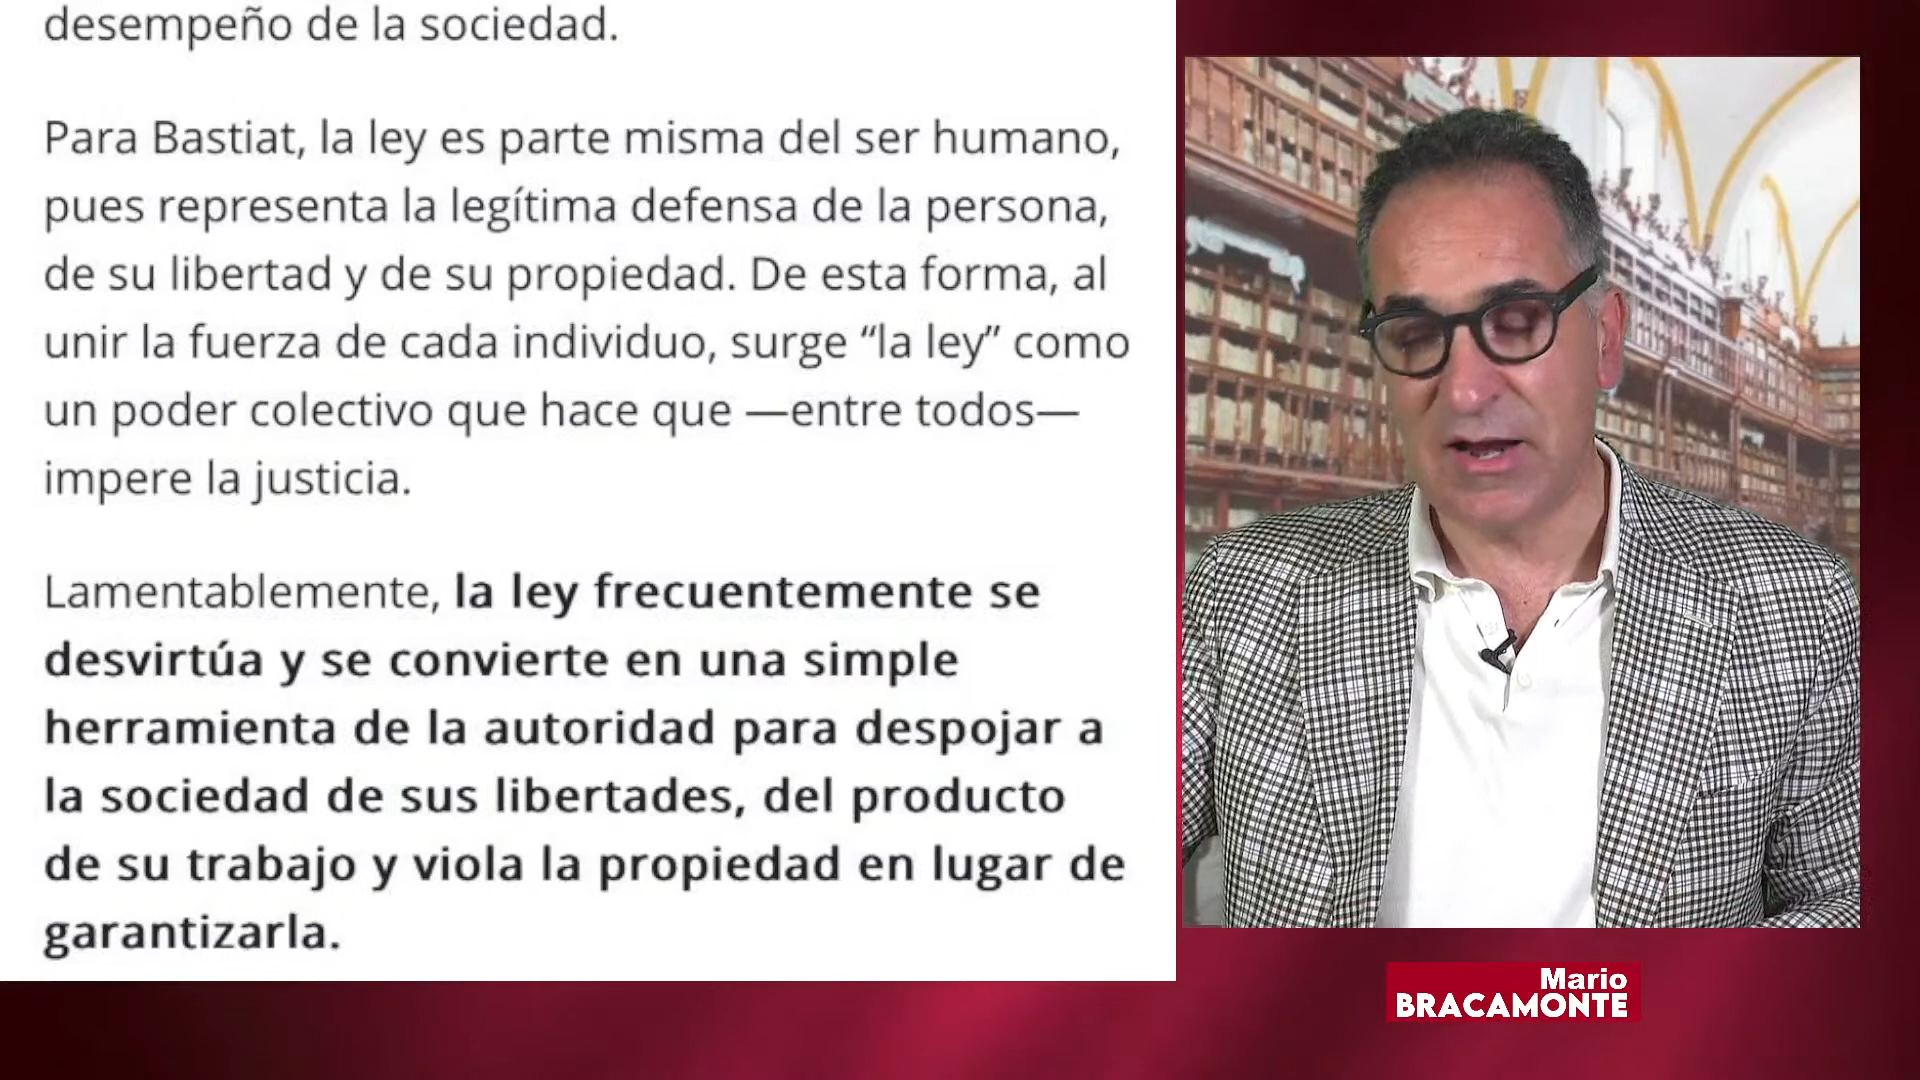 desempeño de la sociedad.
Para Bastiat, la ley es parte misma del ser humano,
pues representa la legítima defensa de la persona,
de su libertad y de su propiedad. De esta forma, al
unir la fuerza de cada individuo, surge “la ley” como
un poder colectivo que hace que —entre todos—
impere la justicia.
Lamentablemente, la ley frecuentemente se
desvirtúa y se convierte en una simple
herramienta de la autoridad para despojar a
la sociedad de sus libertades, del producto
de su trabajo y viola la propiedad en lugar de
garantizarla.
Mario
BRACAMONTE